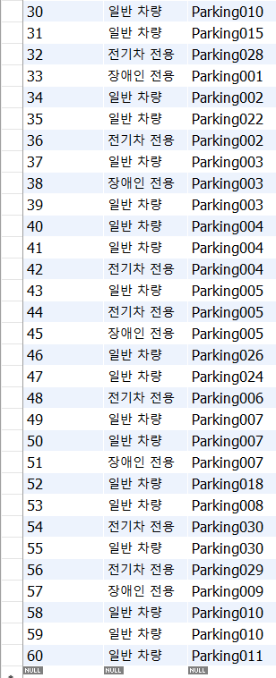 30 일반 차량 Parking010
31 일반 차량 Parking015
32 전기차 전용 Parking028
33 장애인 전용 Parking001
34 일반 차량 Parking002
35 일반 차량 Parking022
36 전기차 전용 Parking002
37 일반 차량 Parking003
38 장애인 전용 Parking003
39 일반 차량 Parking003
40 일반 차량 Parking004
41 일반 차량 Parking004
42 전기차 전용 Parking004
43 일반 차량 Parking005
44 전기차 전용 Parking005
45 장애인 전용 Parking005
46 일반 차량 Parking026
47 일반 차량 Parking024
48 전기차 전용 Parking006
49 일반 차량 Parking007
50 일반 차량 Parking007
51 장애인 전용 Parking007
52 일반 차량 Parking018
53 일반 차량 Parking008
54 전기차 전용 Parking030
55 일반 차량 Parking030
56 전기차 전용 Parking029
57 장애인 전용 Parking009
58 일반 차량 Parking010
59 일반 차량 Parking010
60 일반 차량 Parking011
NULL NULL NULL